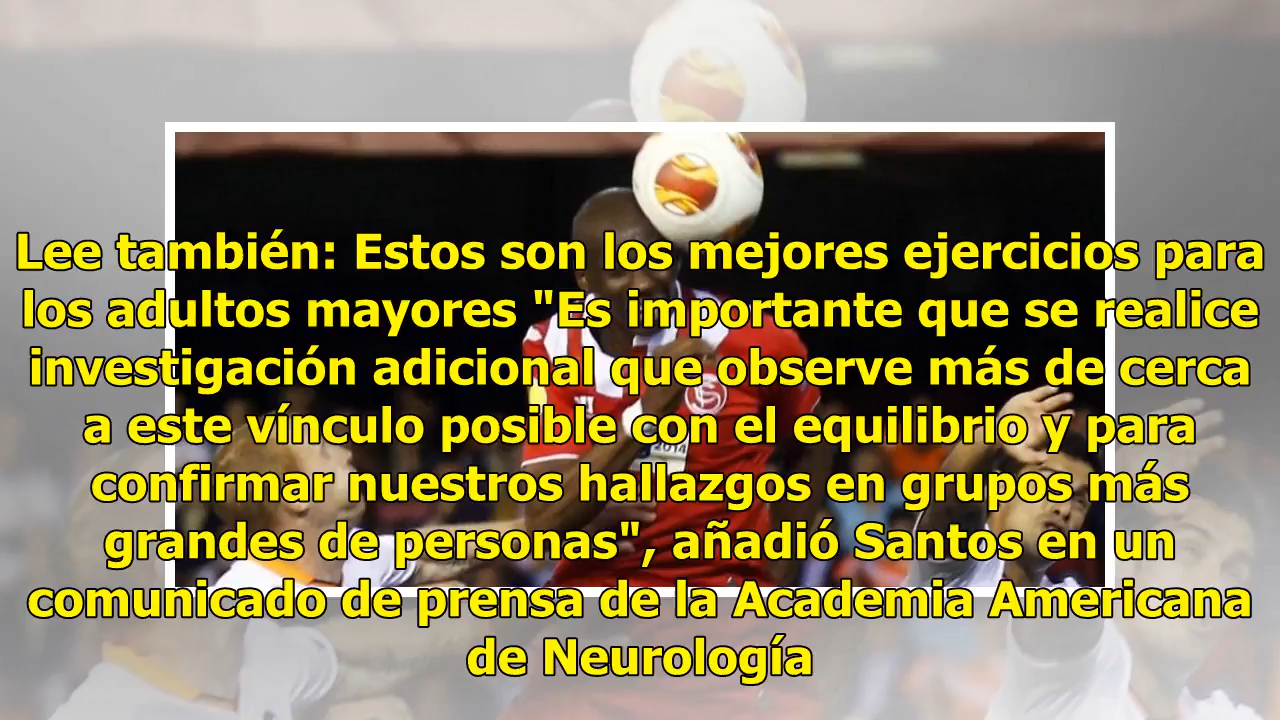 Lee también: Estos son los mejores ejercicios para
los adultos mayores "Es importante que se realice
investigación adicional que observe más de cerca
a este vínculo posible con el equilibrio y para
confirmar nuestros hallazgos en grupos más
grandes de personas", añadió Santos en un
comunicado de prensa de la Academia Americana
de Neurología
2014